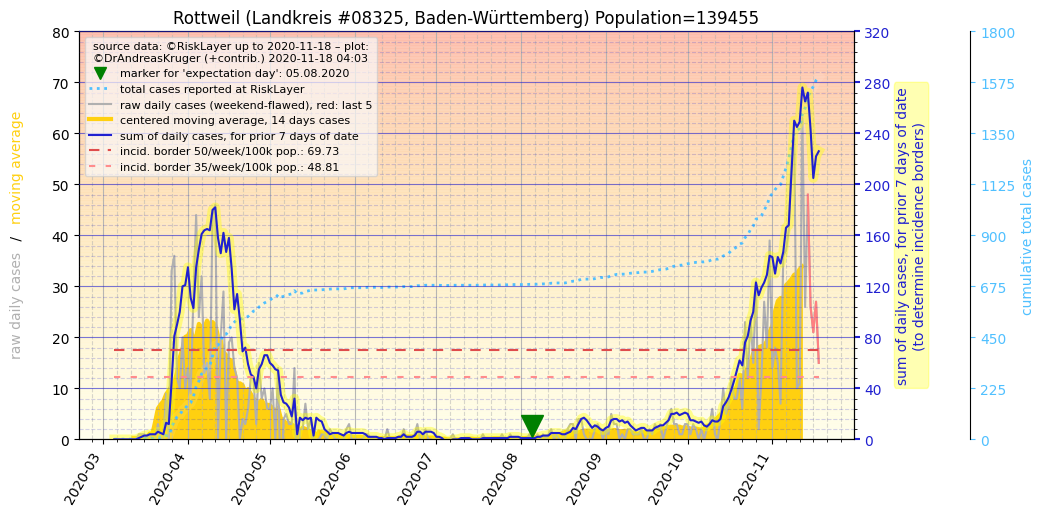 Rottweil (Landkreis #08325, Baden-Württemberg) Population=139455
source data: ©RiskLayer up to 2020-11-18 – plot:
©DrAndreasKruger (+contrib.) 2020-11-18 04:03
marker for 'expectation day': 05.08.2020
total cases reported at RiskLayer
raw daily cases (weekend-flawed), red: last 5
centered moving average, 14 days cases
sum of daily cases, for prior 7 days of date
incid. border 50/week/100k pop.: 69.73
incid. border 35/week/100k pop.: 48.81
raw daily cases / moving average
80
70
60
50
40
30
20
10
0
2020-03
2020-04
2020-05
2020-06
2020-07
2020-08
2020-09
2020-10
2020-11
320
280
240
200
160
120
80
40
0
sum of daily cases, for prior 7 days of date
(to determine incidence borders)
1800
1575
1350
1125
900
675
450
225
0
cumulative total cases